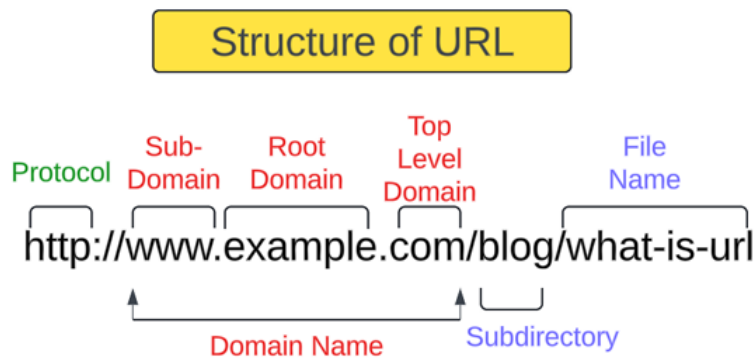 Structure of URL
Protocol
Sub-
Domain
Root
Domain
Top
Level
Domain
File
Name
http://www.example.com/blog/what-is-url
Domain Name
Subdirectory